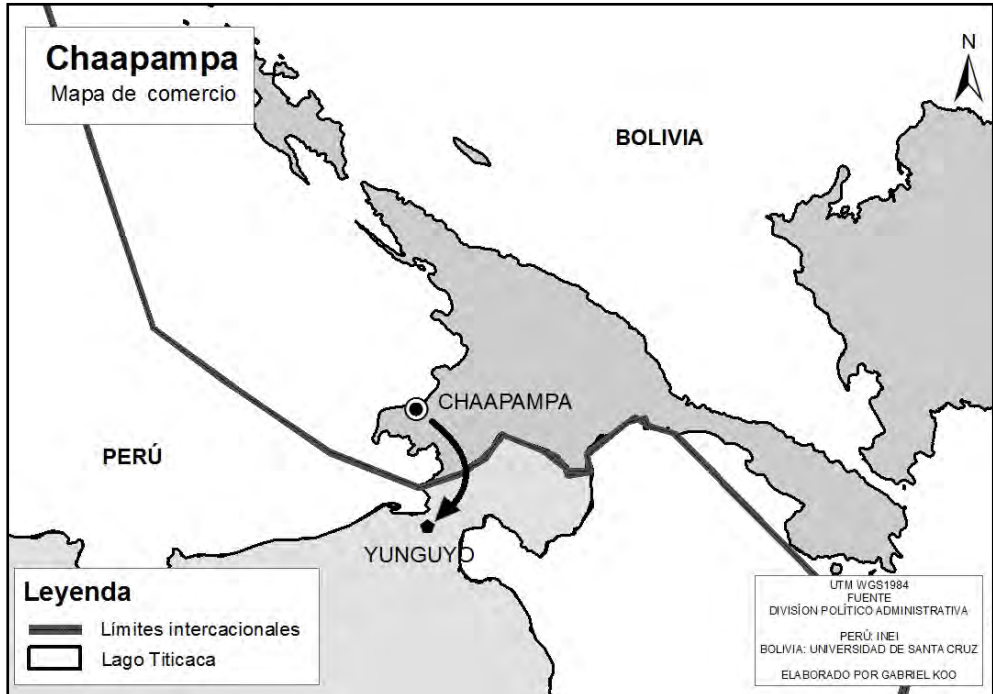 Chaapampa
Mapa de comercio
N
BOLIVIA
CHAAPAMPA
PERÚ
YUNGUYO
Leyenda
Límites intercacionales
Lago Titicaca
UTM WGS1984
FUENTE
DIVISÍON POLÍTICO ADMINISTRATIVA
PERÚ: INEI
BOLIVIA: UNIVERSIDAD DE SANTA CRUZ
ELABORADO POR GABRIEL KOO